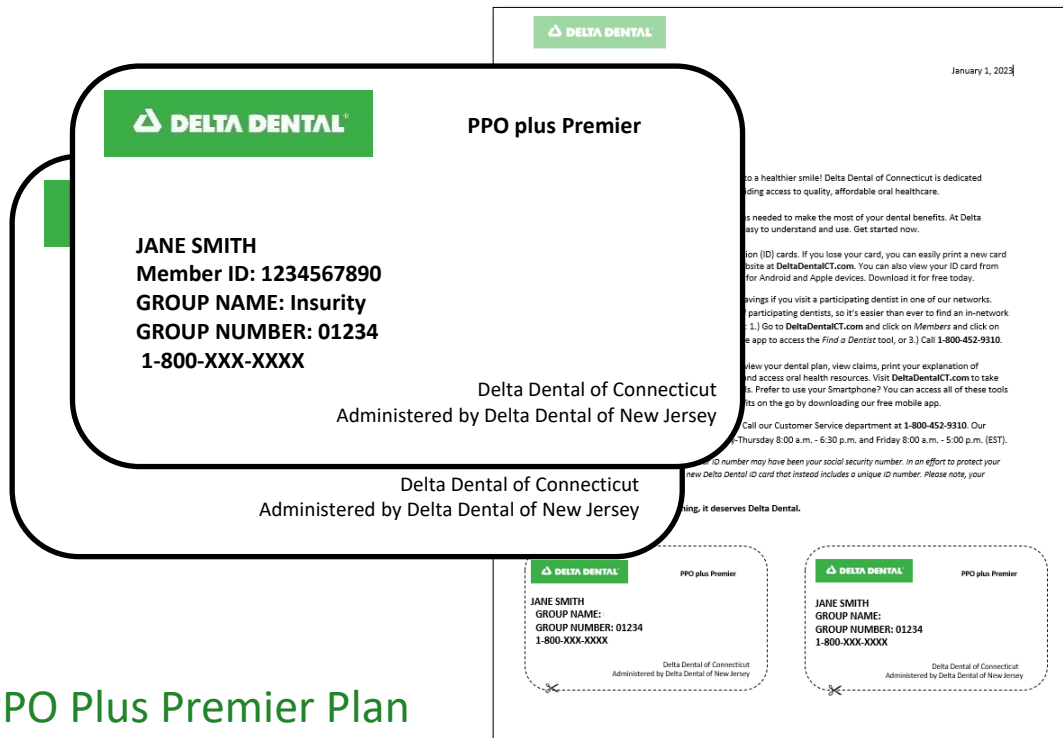 DELTA DENTAL
January 1, 2023
DELTA DENTAL®
PPO plus Premier
JANE SMITH
Member ID: 1234567890
GROUP NAME: Insurity
GROUP NUMBER: 01234
1-800-XXX-XXXX
Delta Dental of Connecticut
Administered by Delta Dental of New Jersey
Delta Dental of Connecticut
Administered by Delta Dental of New Jersey
to a healthier smile! Delta Dental of Connecticut is dedicated
iding access to quality, affordable oral healthcare.
s needed to make the most of your dental benefits. At Delta
easy to understand and use. Get started now.
ion (ID) cards. If you lose your card, you can easily print a new card
bsite at DeltaDentalCT.com. You can also view your ID card from
for Android and Apple devices. Download it for free today.
avings if you visit a participating dentist in one of our networks.
participating dentists, so it's easier than ever to find an in-network
: 1.) Go to DeltaDentalCT.com and click on Members and click on
e app to access the Find a Dentist tool, or 3.) Call 1-800-452-9310.
view your dental plan, view claims, print your explanation of
nd access oral health resources. Visit DeltaDentalCT.com to take
ls. Prefer to use your Smartphone? You can access all of these tools
fits on the go by downloading our free mobile app.
Call our Customer Service department at 1-800-452-9310. Our
y-Thursday 8:00 a.m. - 6:30 p.m. and Friday 8:00 a.m. - 5:00 p.m. (EST).
ID number may have been your social security number. In an effort to protect your
new Delta Dental ID card that instead includes a unique ID number. Please note, your
hing, it deserves Delta Dental.
DELTA DENTAL
PPO plus Premier
JANE SMITH
GROUP NAME:
GROUP NUMBER: 01234
1-800-XXX-XXXX
Delta Dental of Connecticut
Administered by Delta Dental of New Jersey
DELTA DENTAL
PPO plus Premier
JANE SMITH
GROUP NAME:
GROUP NUMBER: 01234
1-800-XXX-XXXX
Delta Dental of Connecticut
Administered by Delta Dental of New Jersey
PPO Plus Premier Plan